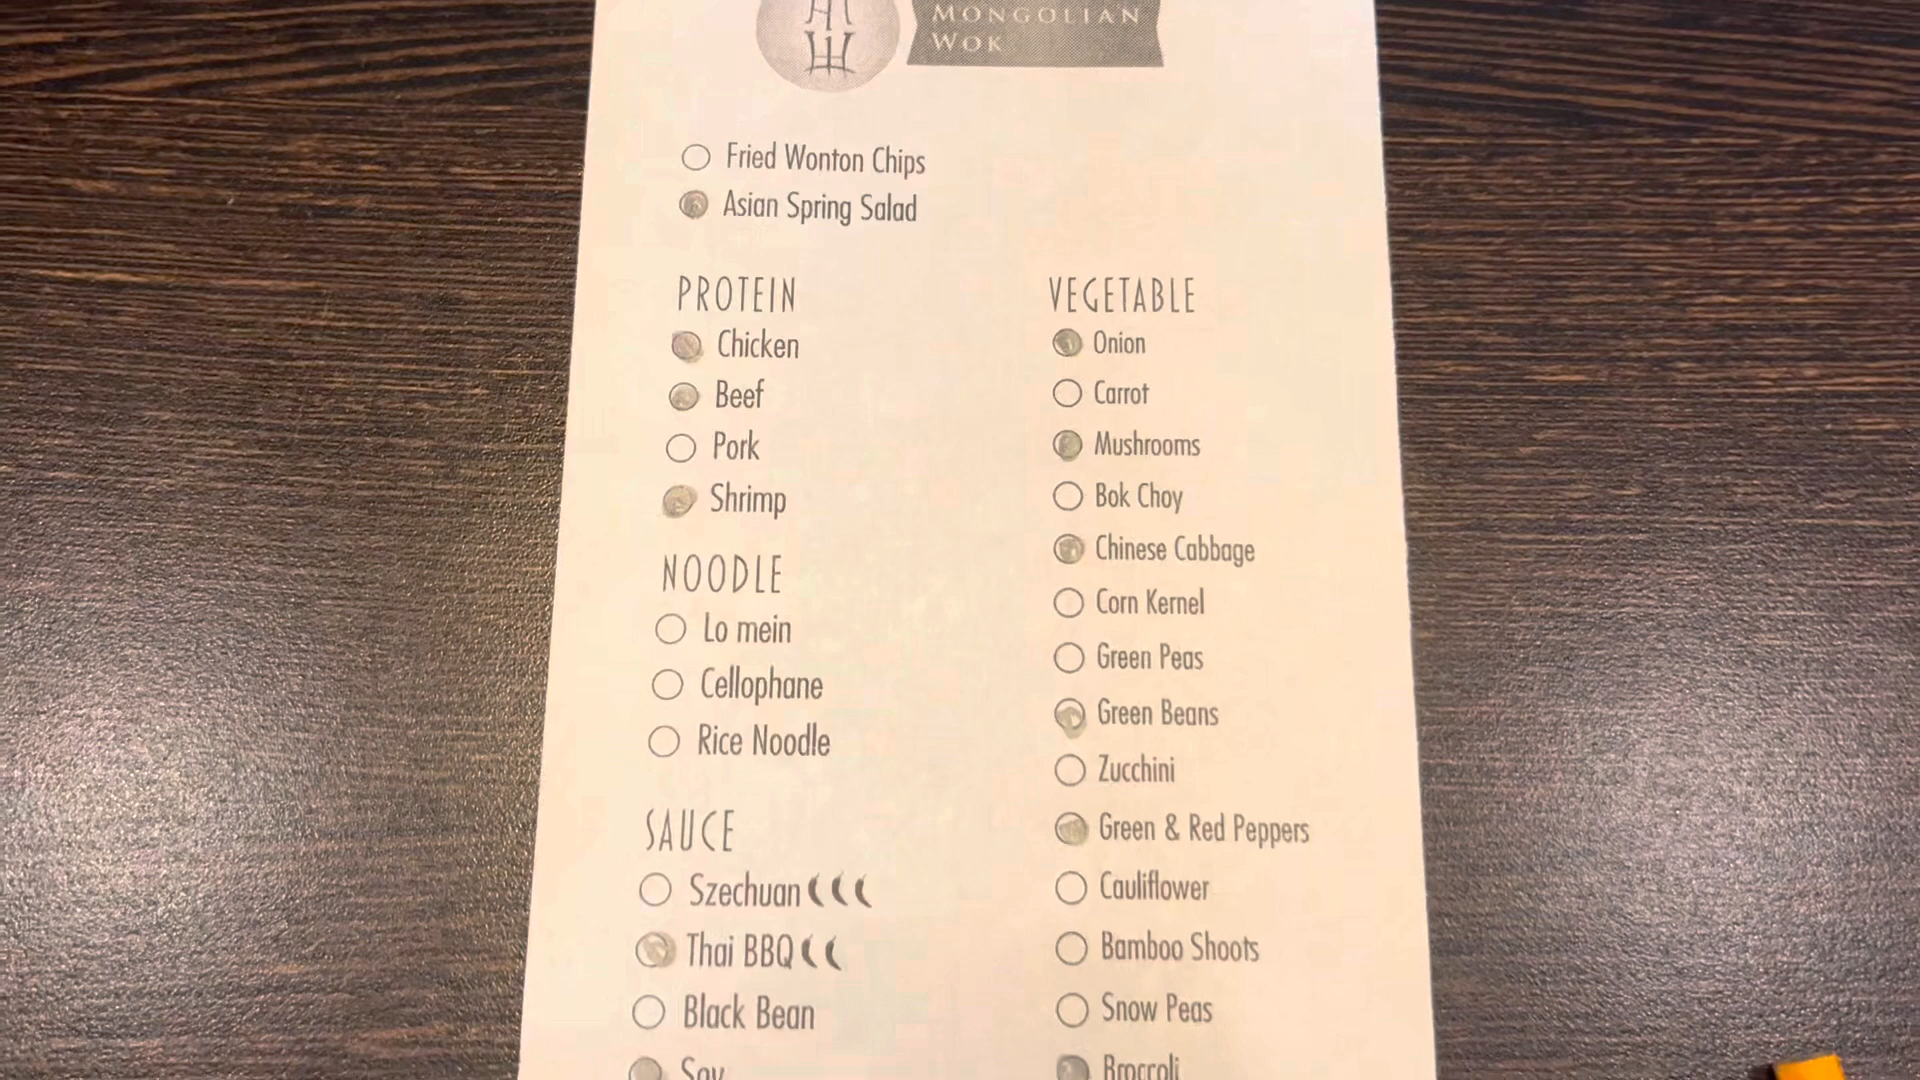 MONGOLIAN
WOK
Fried Wonton Chips
Asian Spring Salad
PROTEIN
Chicken
Beef
Pork
Shrimp
NOODLE
Lo mein
Cellophane
Rice Noodle
SAUCE
Szechuan
Thai BBQ
Black Bean
Soy
VEGETABLE
Onion
Carrot
Mushrooms
Bok Choy
Chinese Cabbage
Corn Kernel
Green Peas
Green Beans
Zucchini
Green & Red Peppers
Cauliflower
Bamboo Shoots
Snow Peas
Broccoli